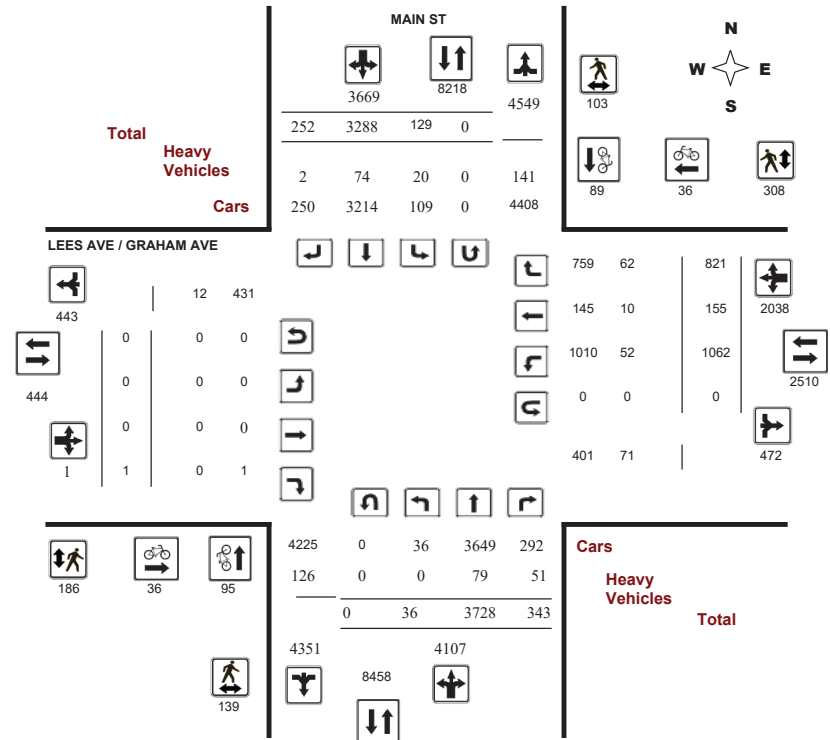 MAIN ST
N
W E
S
3669 8218 4549 103
Total 252 3288 129 0
Heavy
Vehicles 2 74 20 0 141
Cars 250 3214 109 0 4408
89 36 308
LEES AVE / GRAHAM AVE
443 12 431
444
0 0 0
0 0 0
0 0 0
1 1 0 1
759 62 821
145 10 155 2038
1010 52 1062 2510
0 0 0
401 71 472
186 36 95
139
4225 0 36 3649 292 Cars
126 0 0 79 51 Heavy
Vehicles
0 36 3728 343 Total
4351 8458 4107